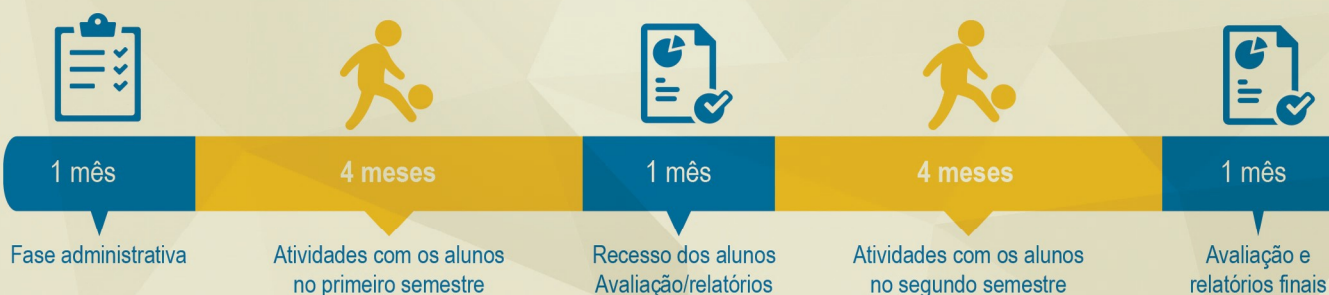 1 mês
4 meses
1 mês
4 meses
1 mês
Fase administrativa
Atividades com os alunos
no primeiro semestre
Recesso dos alunos
Avaliação/relatórios
Atividades com os alunos
no segundo semestre
Avaliação e
relatórios finais